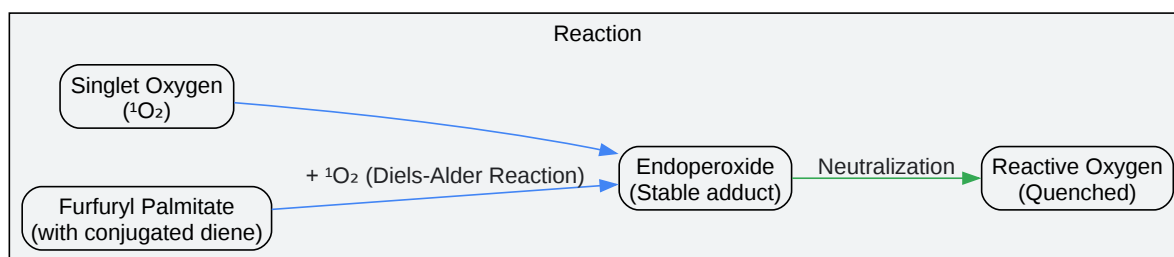 Reaction
Singlet Oxygen
(¹O₂)
+ ¹O₂ (Diels-Alder Reaction)
Furfuryl Palmitate
(with conjugated diene)
Endoperoxide
(Stable adduct)
Neutralization
Reactive Oxygen
(Quenched)